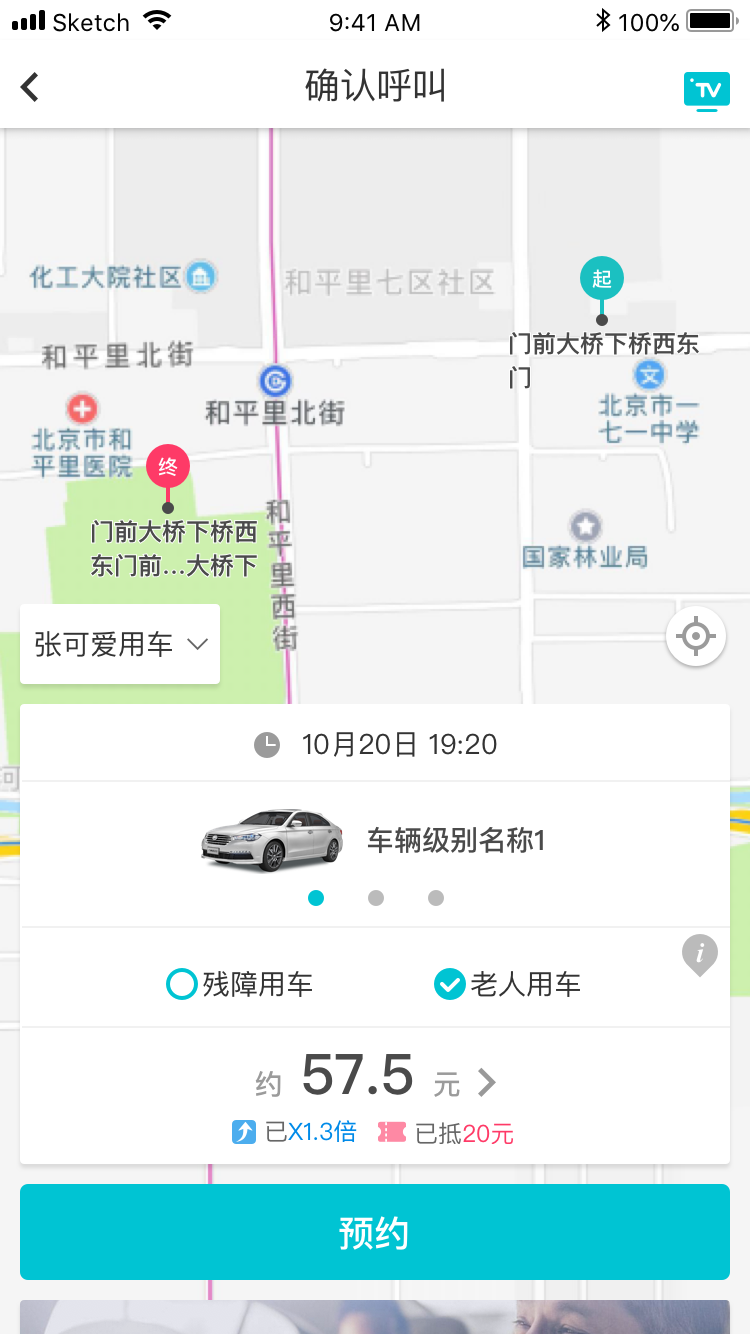 Sketch 9:41 AM 100%
确认呼叫
TV
化工大院社区
和平里七区社区
起
门前大桥下桥西东
门
和平里北街
和平里北街
北京市一
七一中学
文
北京市和
平里医院
终
门前大桥下桥西
东门前...大桥下
和平里西街
国家林业局
张可爱用车
河
10月20日 19:20
车辆级别名称1
残障用车 老人用车
i
约 57.5 元
已X1.3倍 已抵20元
预约